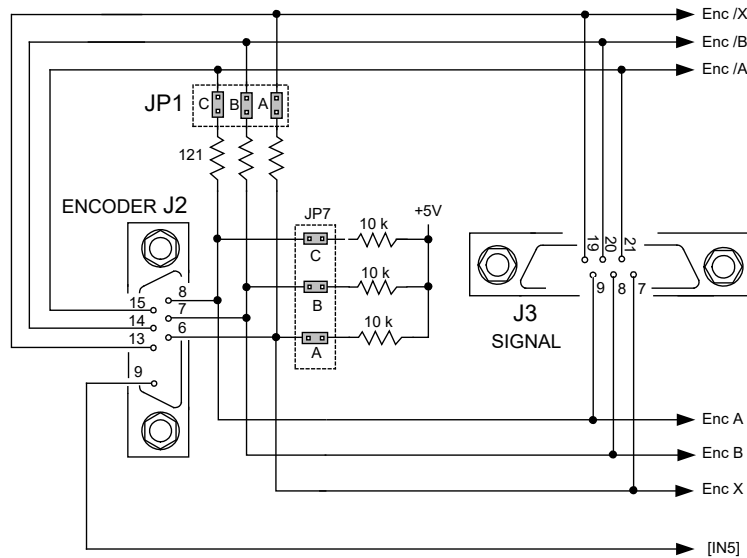 Enc /X
Enc /B
Enc /A
JP1
C
B
A
121
ENCODER J2
JP7
+5V
10 k
C
10 k
B
10 k
A
8
15
7
14
6
13
9
19
20
21
9
8
7
J3
SIGNAL
Enc A
Enc B
Enc X
[IN5]